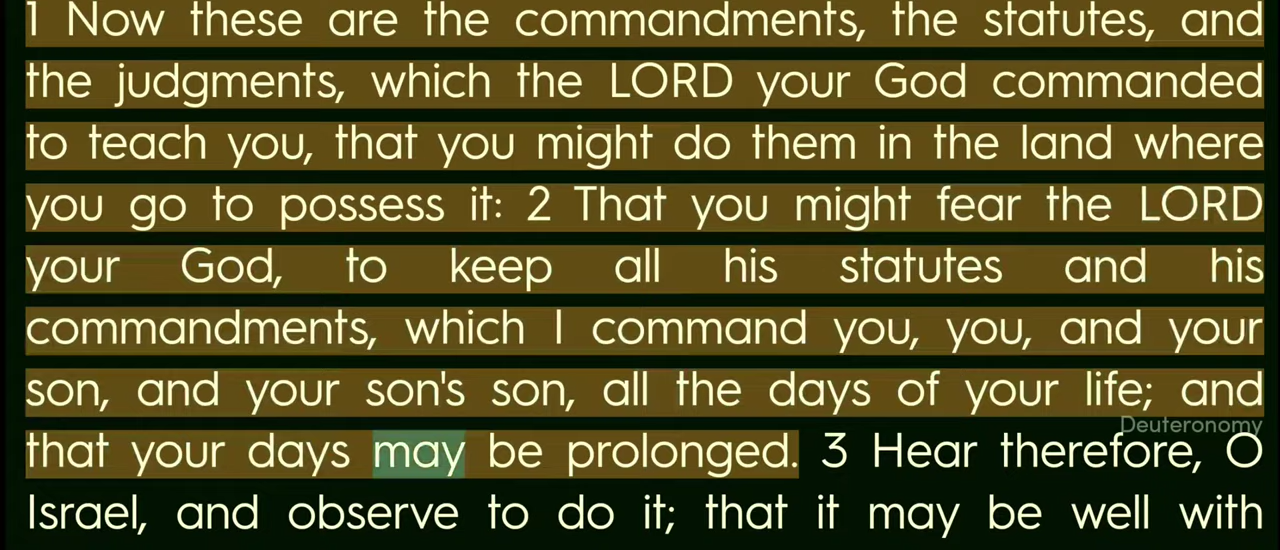 1 Now these are the commandments, the statutes, and
the judgments, which the LORD your God commanded
to teach you, that you might do them in the land where
you go to possess it: 2 That you might fear the LORD
your God, to keep all his statutes and his
commandments, which I command you, you, and your
son, and your son's son, all the days of your life; and
Deuteronomy
that your days may be prolonged. 3 Hear therefore, O
Israel, and observe to do it; that it may be well with